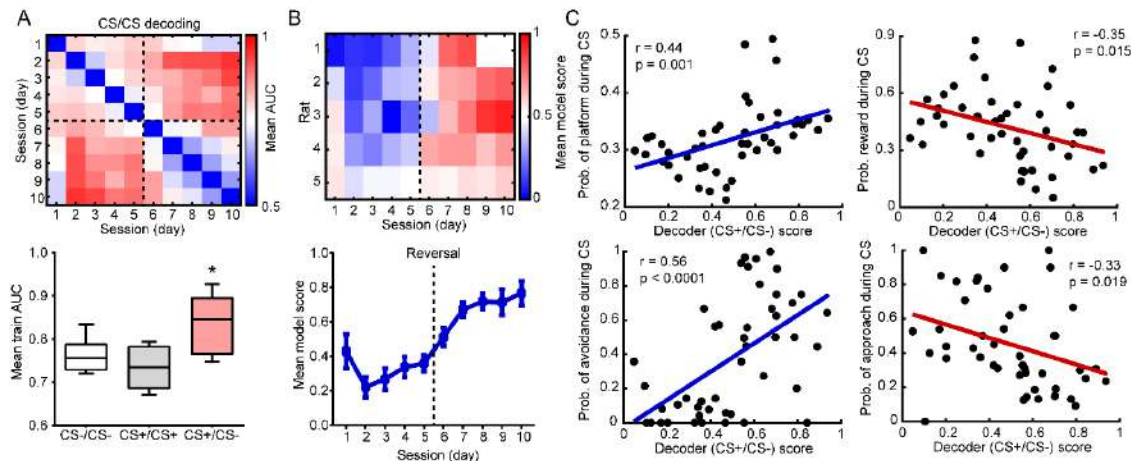 A
CS/CS decoding
Session (day)
1
2
3
4
5
6
7
8
9
10
1 2 3 4 5 6 7 8 9 10
Session (day)
1
0.5
Mean AUC
Mean train AUC
1.0
0.9
0.8
0.7
0.6
*
CS-/CS- CS+/CS+ CS+/CS-
B
Rat
1
2
3
4
5
1 2 3 4 5 6 7 8 9 10
Session (day)
1
0.5
0
Mean model score
Reversal
Mean model score
1.0
0.8
0.6
0.4
0.2
0.0
1 2 3 4 5 6 7 8 9 10
Session (day)
C
Prob. of platform during CS
0.5
0.4
0.3
0.2
r = 0.44
p = 0.001
0 0.2 0.4 0.6 0.8 1
Decoder (CS+/CS-) score
Prob. reward during CS
0.9
0.6
0.3
0
r = -0.35
p = 0.015
0 0.2 0.4 0.6 0.8 1
Decoder (CS+/CS-) score
Prob. of avoidance during CS
1
0.8
0.6
0.4
0.2
0
r = 0.56
p < 0.0001
0 0.2 0.4 0.6 0.8 1
Decoder (CS+/CS-) score
Prob. of approach during CS
1
0.8
0.6
0.4
0.2
0
r = -0.33
p = 0.019
0 0.2 0.4 0.6 0.8 1
Decoder (CS+/CS-) score